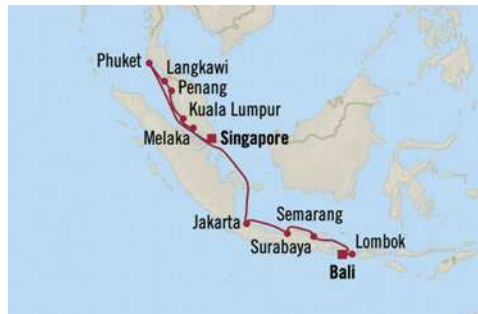 Phuket
Langkawi
Penang
Kuala Lumpur
Melaka
Singapore
Jakarta
Semarang
Surabaya
Lombok
Bali